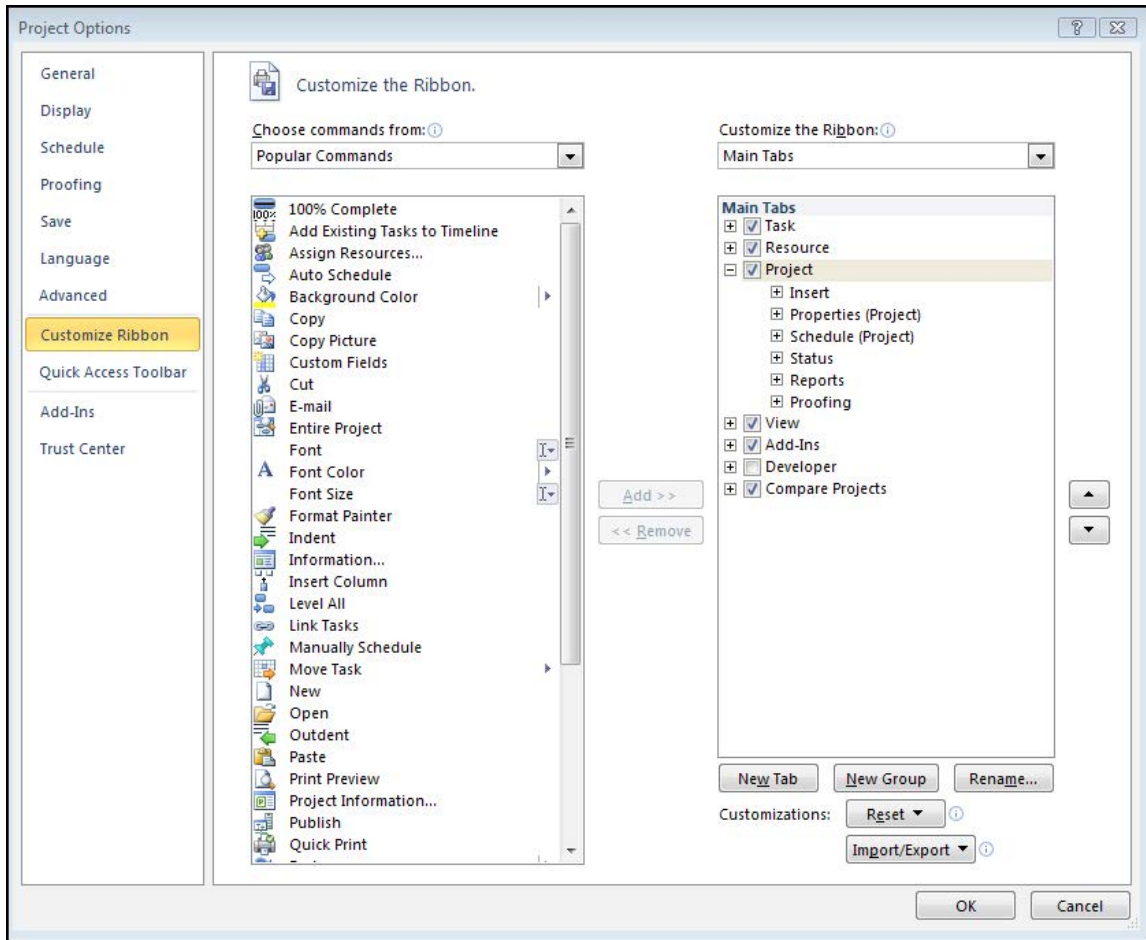 Project Options
General
Display
Schedule
Proofing
Save
Language
Advanced
Customize Ribbon
Quick Access Toolbar
Add-Ins
Trust Center
Customize the Ribbon.
Choose commands from:
Popular Commands
100% Complete
Add Existing Tasks to Timeline
Assign Resources...
Auto Schedule
Background Color
Copy
Copy Picture
Custom Fields
Cut
E-mail
Entire Project
Font
Font Color
Font Size
Format Painter
Indent
Information...
Insert Column
Level All
Link Tasks
Manually Schedule
Move Task
New
Open
Outdent
Paste
Print Preview
Project Information...
Publish
Quick Print
Add >>
<< Remove
Customize the Ribbon:
Main Tabs
Main Tabs
Task
Resource
Project
Insert
Properties (Project)
Schedule (Project)
Status
Reports
Proofing
View
Add-Ins
Developer
Compare Projects
New Tab
New Group
Rename...
Customizations:
Reset
Import/Export
OK
Cancel